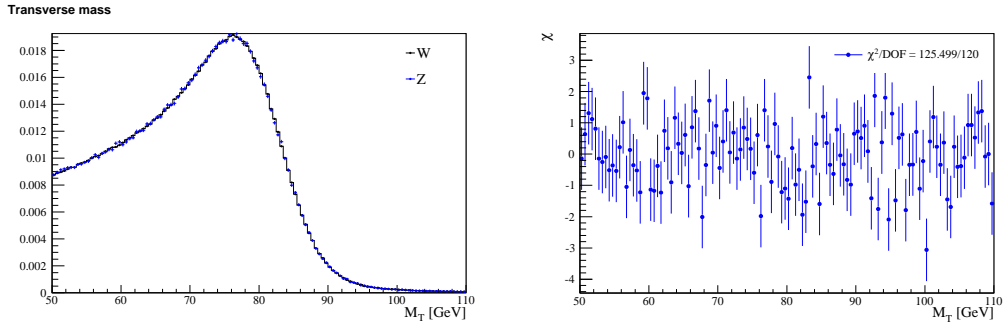 Transverse mass
0.018
0.016
0.014
0.012
0.01
0.008
0.006
0.004
0.002
0
W
Z
50 60 70 80 90 100 110
M_T [GeV]
χ
3
2
1
0
-1
-2
-3
-4
χ²/DOF = 125.499/120
50 60 70 80 90 100 110
M_T [GeV]